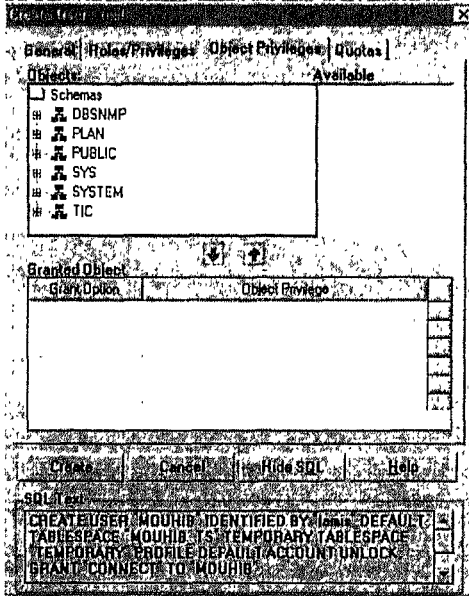 General Roles/Privileges Object Privileges Quotas
Objects: Available
Schemas
DBSNMP
PLAN
PUBLIC
SYS
SYSTEM
TIC
Granted Object
Grant Option Object Privilege
Create Cancel Hide SQL Help
SQL Text
CREATE USER "MOUHIB" IDENTIFIED BY DEFAULT
TABLESPACE "MOUHIB_TS" TEMPORARY TABLESPACE
"TEMPORARY" PROFILE DEFAULT ACCOUNT UNLOCK
GRANT "CONNECT" TO "MOUHIB"